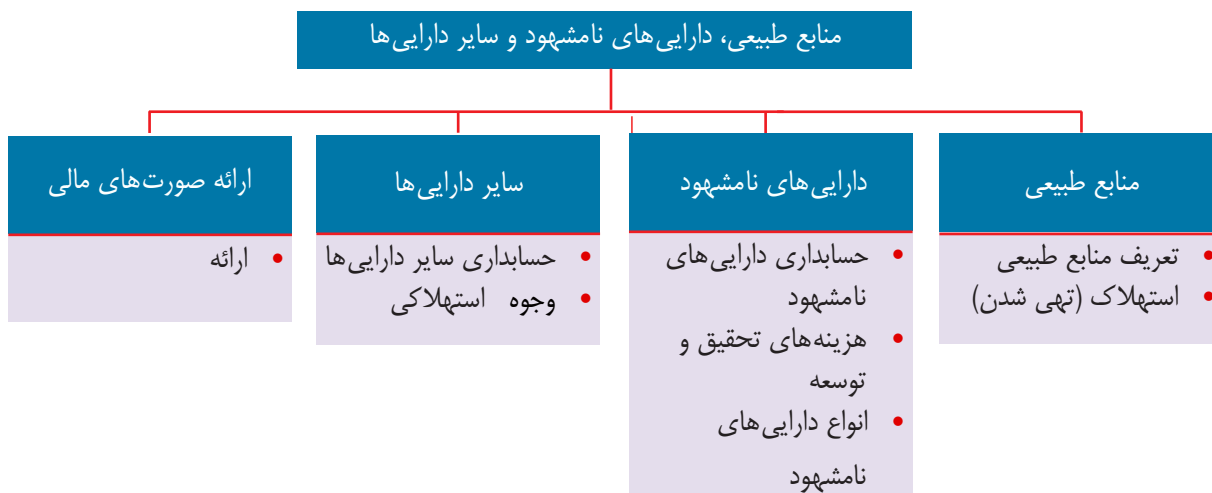 منابع طبیعی، دارایی‌های نامشهود و سایر دارایی‌ها
منابع طبیعی
• تعریف منابع طبیعی
• استهلاک (تهی شدن)
دارایی‌های نامشهود
• حسابداری دارایی‌های
نامشهود
• هزینه‌های تحقیق و
توسعه
• انواع دارایی‌های
نامشهود
سایر دارایی‌ها
• حسابداری سایر دارایی‌ها
• وجوه استهلاکی
ارائه صورت‌های مالی
• ارائه